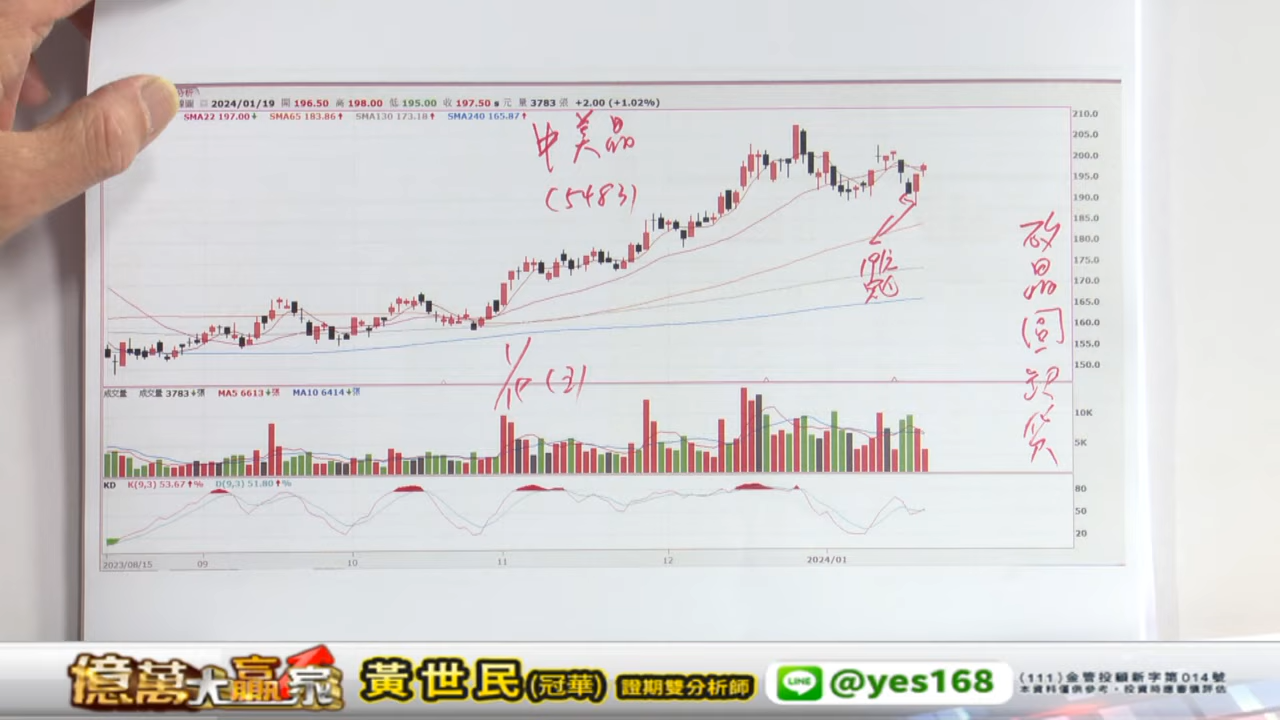 2024/01/19 開 196.50 高 198.00 低 195.00 收 197.50 s 元 量 3783 張 +2.00 (+1.02%)
SMA22 197.00↓ SMA65 183.86↑ SMA130 173.18↑ SMA240 165.87↑
中美晶
(5483)
210.0
205.0
200.0
195.0
190.0
185.0
180.0
175.0
170.0
165.0
160.0
155.0
150.0
矽晶圓缺貨
11/10 (五)
成交量 成交量 3783↓張 MA5 6613↓張 MA10 6414↓張
10K
5K
KD K(9,3) 53.67↑% D(9,3) 51.80↑%
80
50
20
2023/08/15 09 10 11 12 2024/01
億萬大贏家
黃世民(冠華) 證期雙分析師
LINE @yes168
(111)金管投顧新字第014號
本資料僅供參考，投資時應審慎評估